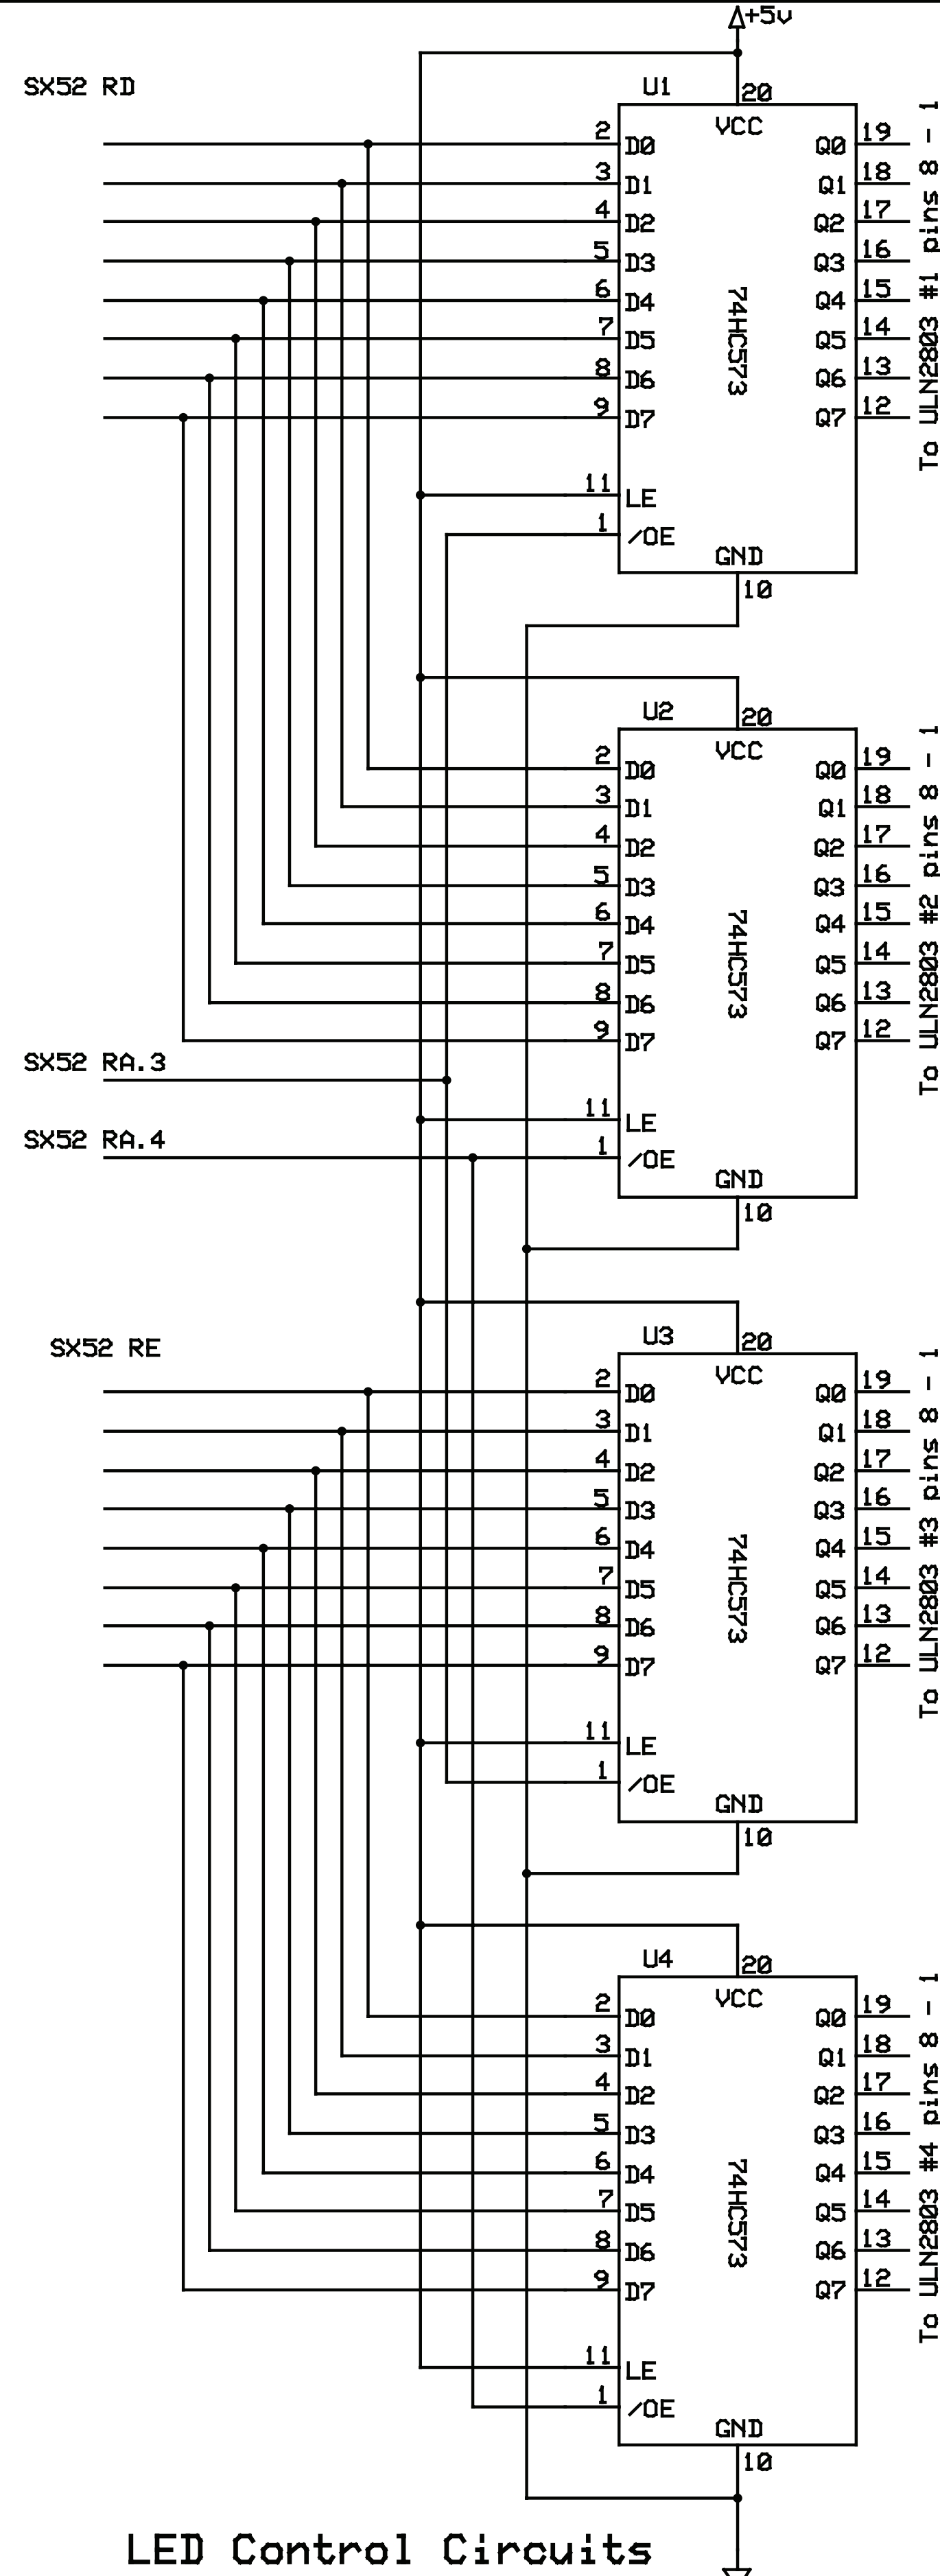 +5v
SX52 RD
U1
20
VCC
2 D0 Q0 19
3 D1 Q1 18
4 D2 Q2 17
5 D3 Q3 16
6 D4 Q4 15
7 D5 Q5 14
8 D6 Q6 13
9 D7 Q7 12
74HC573
To ULN2803 #1 pins 8 - 1
11 LE
1 /OE
GND
10
U2
20
VCC
2 D0 Q0 19
3 D1 Q1 18
4 D2 Q2 17
5 D3 Q3 16
6 D4 Q4 15
7 D5 Q5 14
8 D6 Q6 13
9 D7 Q7 12
74HC573
To ULN2803 #2 pins 8 - 1
SX52 RA.3
11 LE
SX52 RA.4
1 /OE
GND
10
SX52 RE
U3
20
VCC
2 D0 Q0 19
3 D1 Q1 18
4 D2 Q2 17
5 D3 Q3 16
6 D4 Q4 15
7 D5 Q5 14
8 D6 Q6 13
9 D7 Q7 12
74HC573
To ULN2803 #3 pins 8 - 1
11 LE
1 /OE
GND
10
U4
20
VCC
2 D0 Q0 19
3 D1 Q1 18
4 D2 Q2 17
5 D3 Q3 16
6 D4 Q4 15
7 D5 Q5 14
8 D6 Q6 13
9 D7 Q7 12
74HC573
To ULN2803 #4 pins 8 - 1
11 LE
1 /OE
GND
10
LED Control Circuits